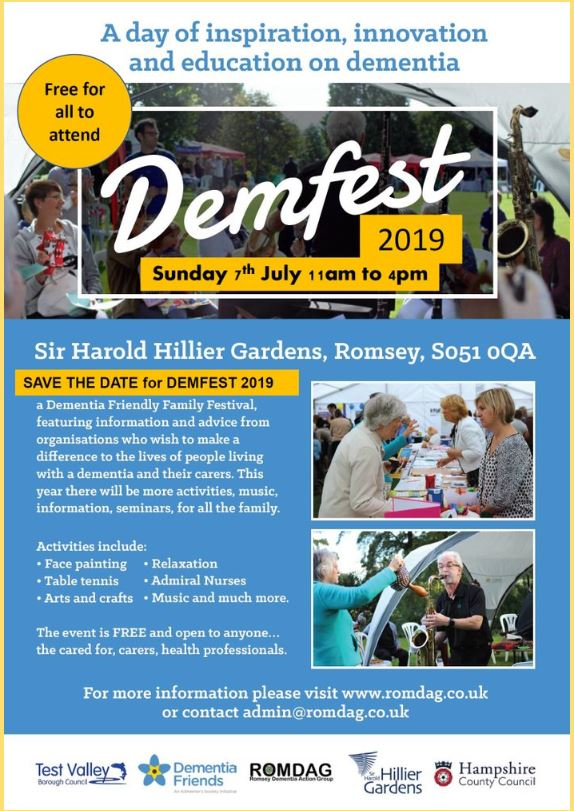 A day of inspiration, innovation
and education on dementia
Free for
all to
attend
Demfest
2019
Sunday 7th July 11am to 4pm
Sir Harold Hillier Gardens, Romsey, S051 0QA
SAVE THE DATE for DEMFEST 2019
a Dementia Friendly Family Festival,
featuring information and advice from
organisations who wish to make a
difference to the lives of people living
with a dementia and their carers. This
year there will be more activities, music,
information, seminars, for all the family.
Activities include:
• Face painting • Relaxation
• Table tennis • Admiral Nurses
• Arts and crafts • Music and much more.
The event is FREE and open to anyone...
the cared for, carers, health professionals.
For more information please visit www.romdag.co.uk
or contact admin@romdag.co.uk
Test Valley
Borough Council
Dementia
Friends
An Alzheimer's Society Initiative
ROMDAG
Romsey Dementia Action Group
Sir
Harold Hillier
Gardens
Hampshire
County Council